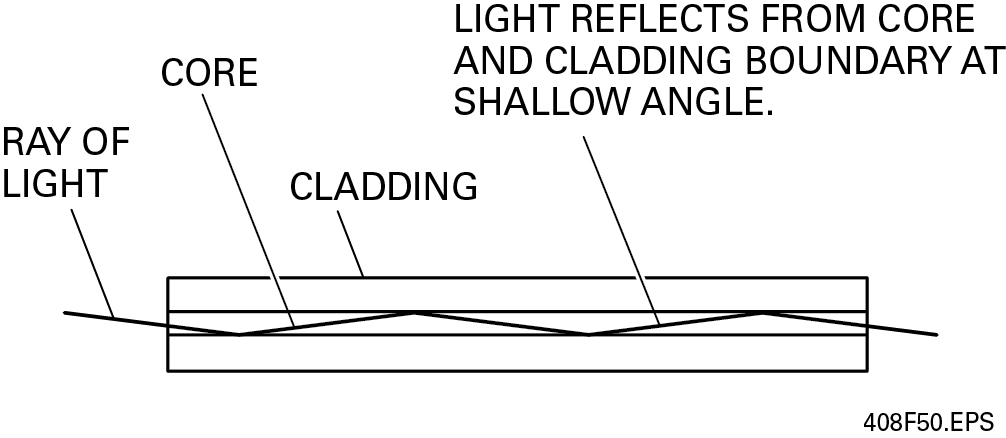 LIGHT REFLECTS FROM CORE
AND CLADDING BOUNDARY AT
SHALLOW ANGLE.
CORE
RAY OF
LIGHT
CLADDING
408F50.EPS